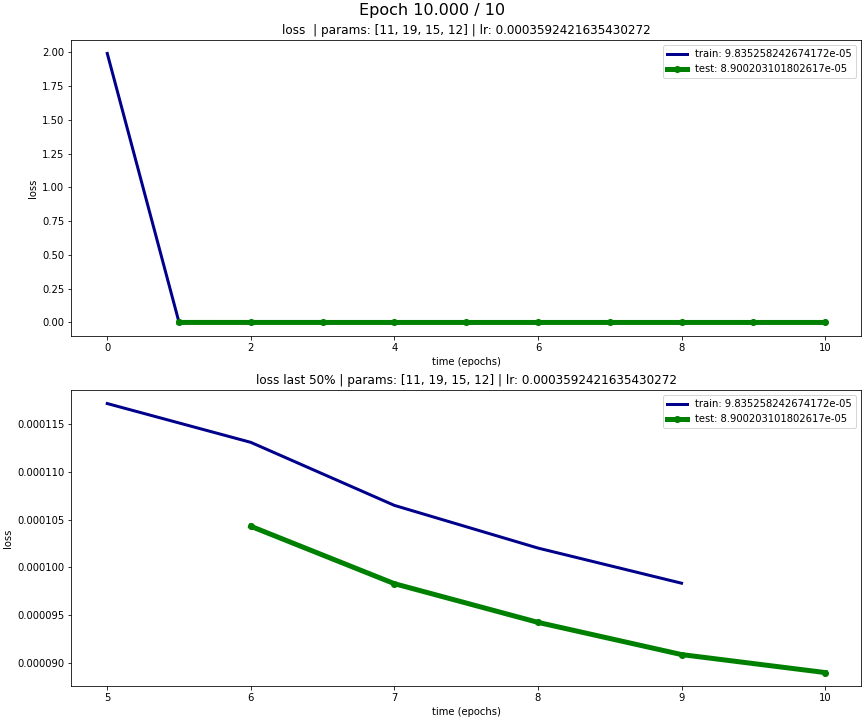 Epoch 10.000 / 10
loss | params: [11, 19, 15, 12] | lr: 0.0003592421635430272
train: 9.835258242674172e-05
test: 8.900203101802617e-05
2.00
1.75
1.50
1.25
1.00
0.75
0.50
0.25
0.00
loss
0 2 4 6 8 10
time (epochs)
loss last 50% | params: [11, 19, 15, 12] | lr: 0.0003592421635430272
train: 9.835258242674172e-05
test: 8.900203101802617e-05
0.000115
0.000110
0.000105
0.000100
0.000095
0.000090
loss
5 6 7 8 9 10
time (epochs)